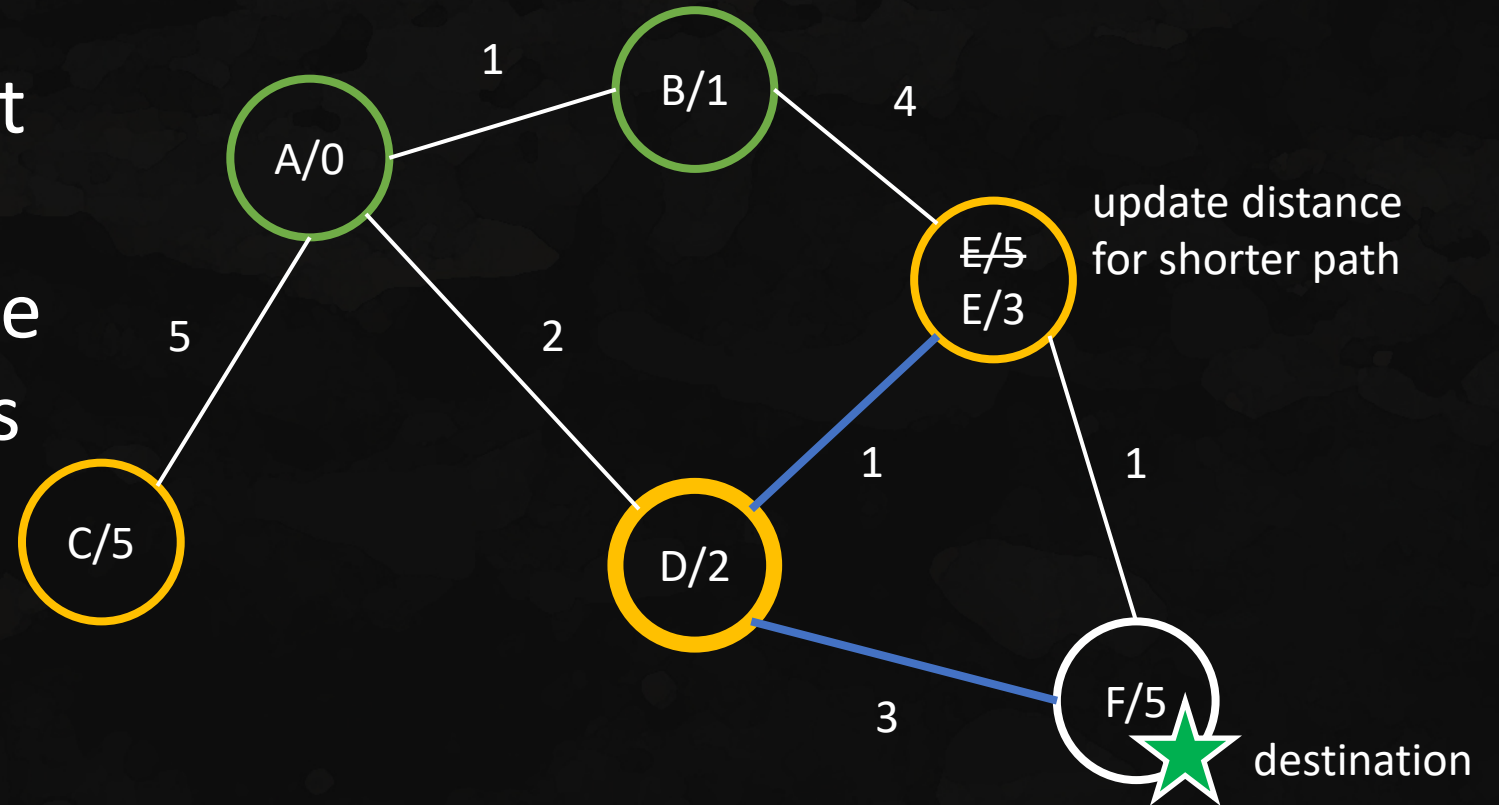 t
e
s
A/0
1
B/1
4
E/5
E/3
update distance
for shorter path
5
2
1
1
C/5
D/2
3
F/5
destination